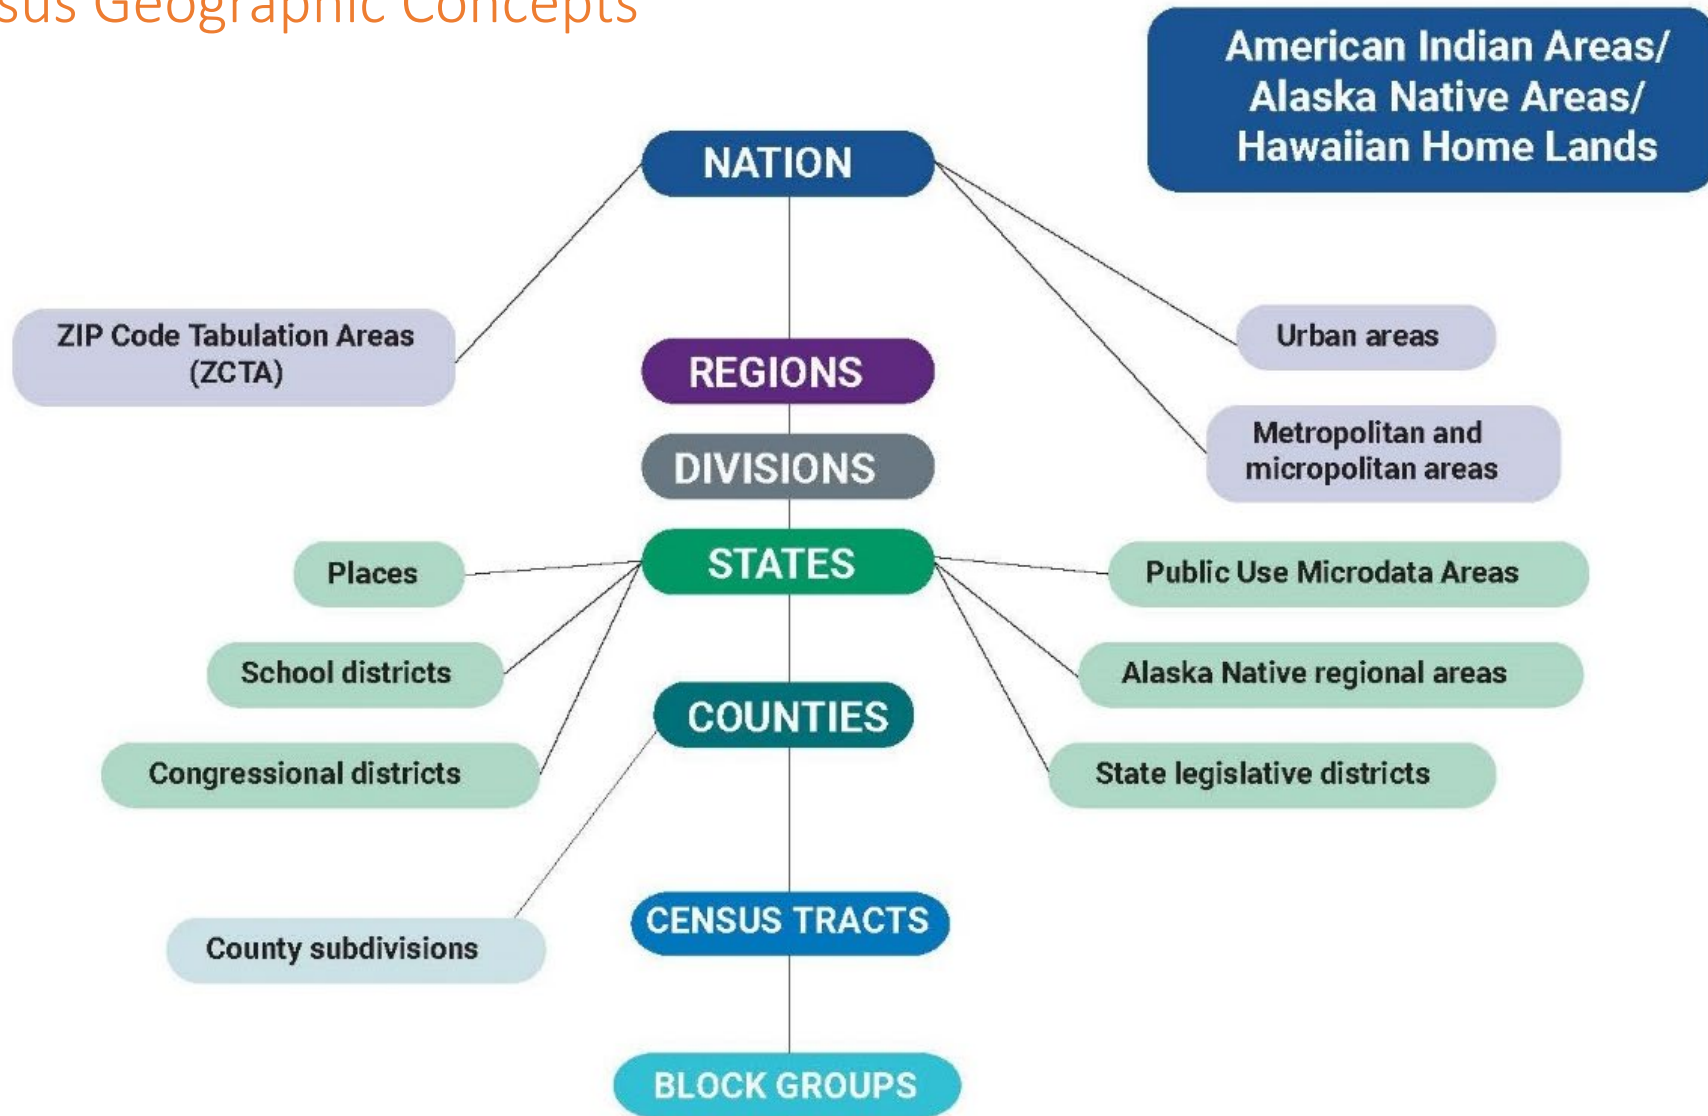 sus Geographic Concepts
American Indian Areas/
Alaska Native Areas/
Hawaiian Home Lands
NATION
ZIP Code Tabulation Areas
(ZCTA)
Urban areas
REGIONS
Metropolitan and
micropolitan areas
DIVISIONS
STATES
Places
Public Use Microdata Areas
School districts
Alaska Native regional areas
COUNTIES
Congressional districts
State legislative districts
CENSUS TRACTS
County subdivisions
BLOCK GROUPS